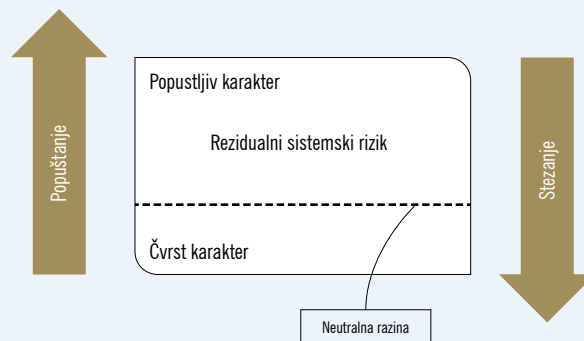 Popuštanje
Popustljiv karakter
Rezidualni sistemski rizik
Čvrst karakter
Stezanje
Neutralna razina